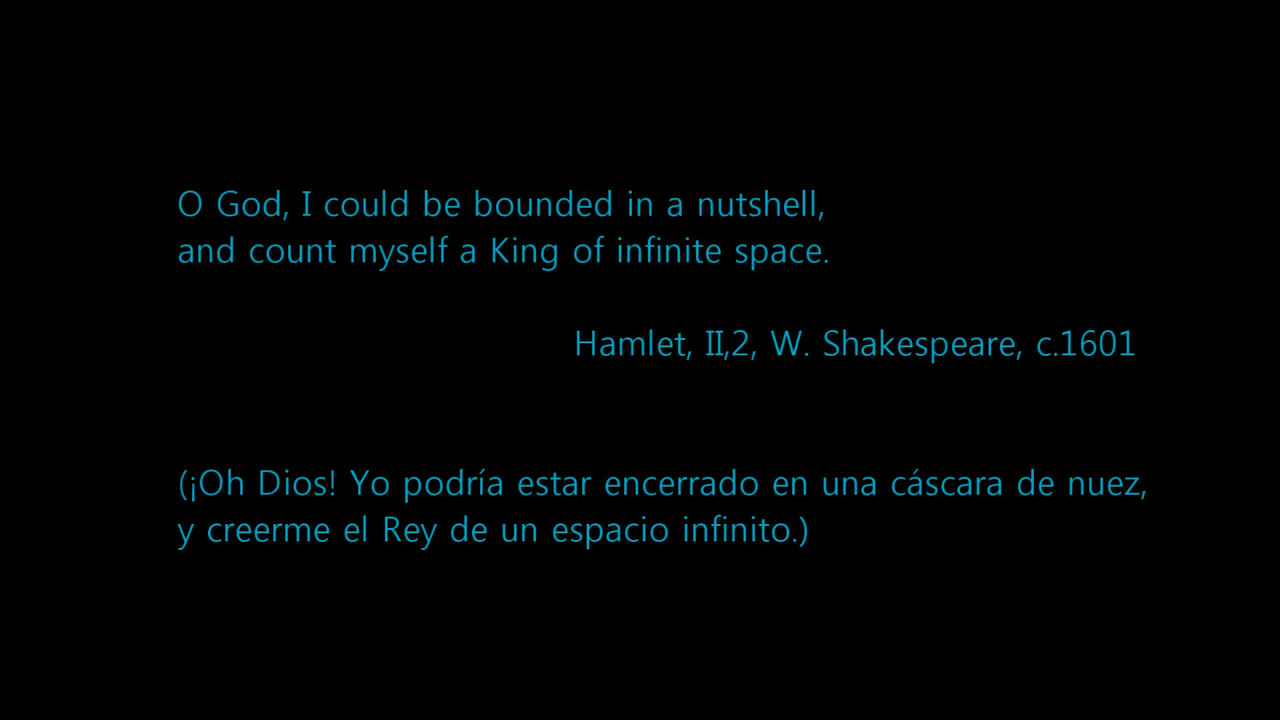 O God, I could be bounded in a nutshell,
and count myself a King of infinite space.
Hamlet, II,2, W. Shakespeare, c.1601
(¡Oh Dios! Yo podría estar encerrado en una cáscara de nuez,
y creerme el Rey de un espacio infinito.)